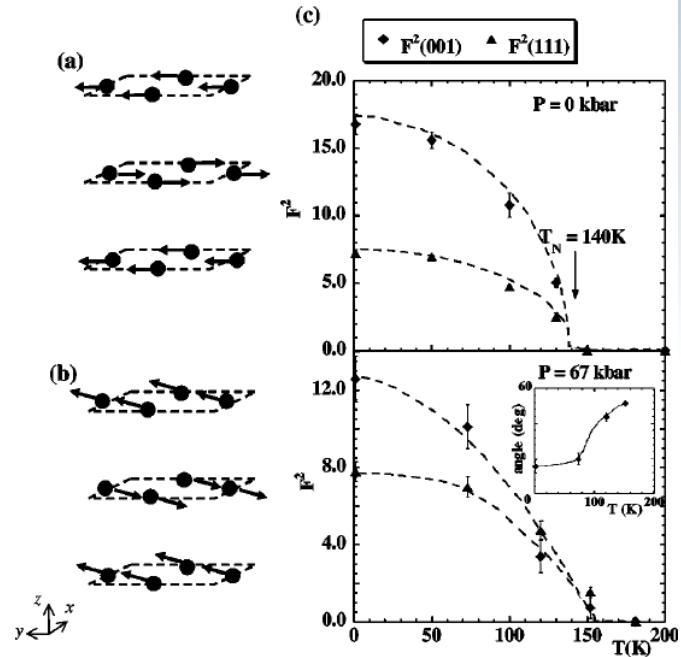 (a)
(b)
z
x
y
(c)
F²(001) F²(111)
20.0
15.0
10.0
5.0
0.0
F²
P = 0 kbar
T_N = 140K
12.0
8.0
4.0
0.0
F²
P = 67 kbar
60
0
angle (deg)
100 200
T (K)
0 50 100 150 200
T(K)